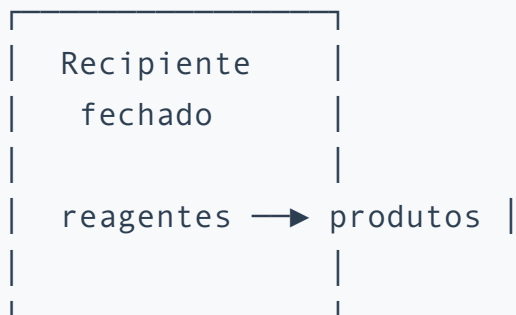 Recipiente
fechado
reagentes ──► produtos